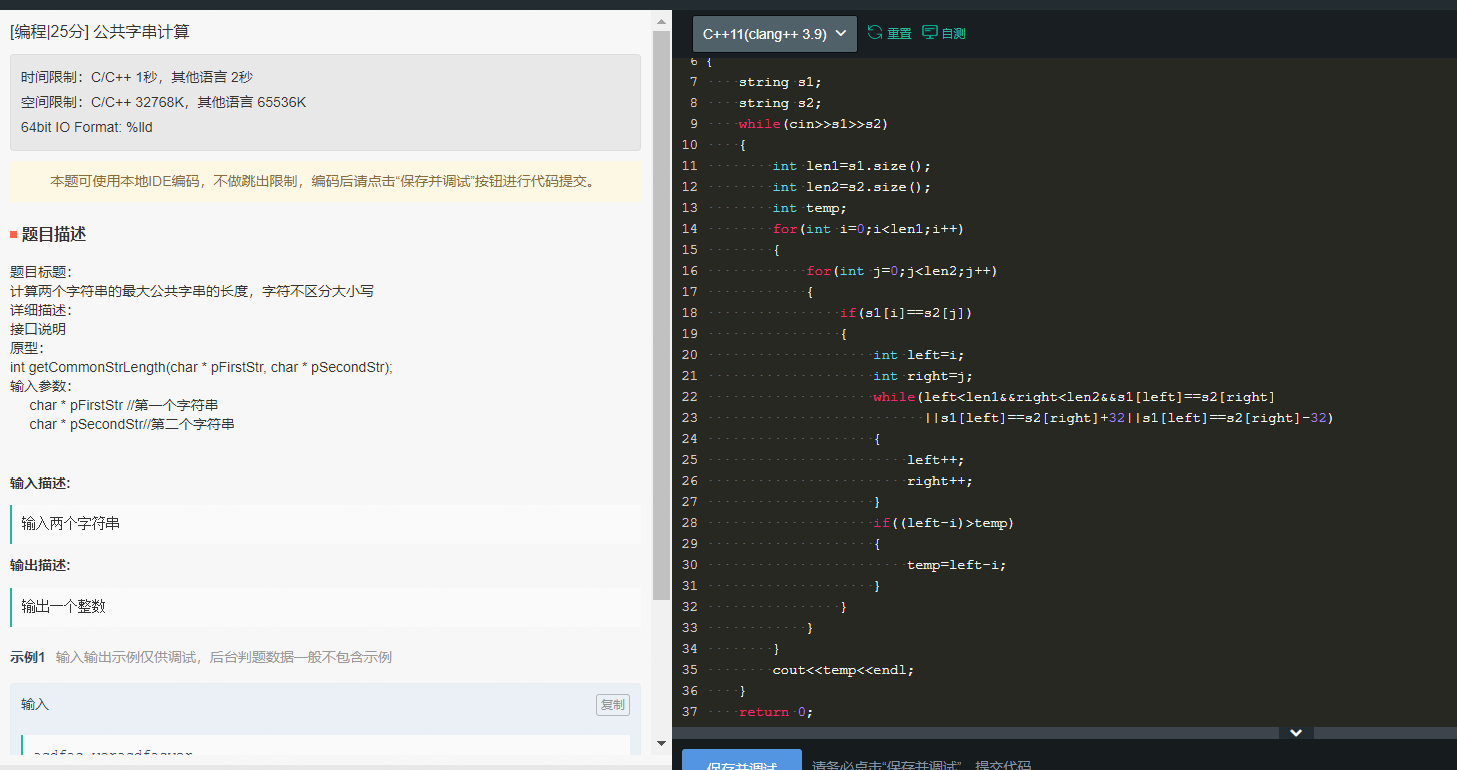 [编程|25分] 公共字串计算
时间限制：C/C++ 1秒，其他语言 2秒
空间限制：C/C++ 32768K，其他语言 65536K
64bit IO Format: %lld
本题可使用本地IDE编码，不做跳出限制，编码后请点击“保存并调试”按钮进行代码提交。
题目描述
题目标题：
计算两个字符串的最大公共字串的长度，字符不区分大小写
详细描述：
接口说明
原型：
int getCommonStrLength(char * pFirstStr, char * pSecondStr);
输入参数：
char * pFirstStr //第一个字符串
char * pSecondStr//第二个字符串
输入描述:
输入两个字符串
输出描述:
输出一个整数
示例1 输入输出示例仅供调试，后台判题数据一般不包含示例
输入 复制
C++11(clang++ 3.9) 重置 自测
6 {
7 string s1;
8 string s2;
9 while(cin>>s1>>s2)
10 {
11 int len1=s1.size();
12 int len2=s2.size();
13 int temp;
14 for(int i=0;i<len1;i++)
15 {
16 for(int j=0;j<len2;j++)
17 {
18 if(s1[i]==s2[j])
19 {
20 int left=i;
21 int right=j;
22 while(left<len1&&right<len2&&s1[left]==s2[right]
23 ||s1[left]==s2[right]+32||s1[left]==s2[right]-32)
24 {
25 left++;
26 right++;
27 }
28 if((left-i)>temp)
29 {
30 temp=left-i;
31 }
32 }
33 }
34 }
35 cout<<temp<<endl;
36 }
37 return 0;
保存并调试 请务必点击“保存并调试”，提交代码